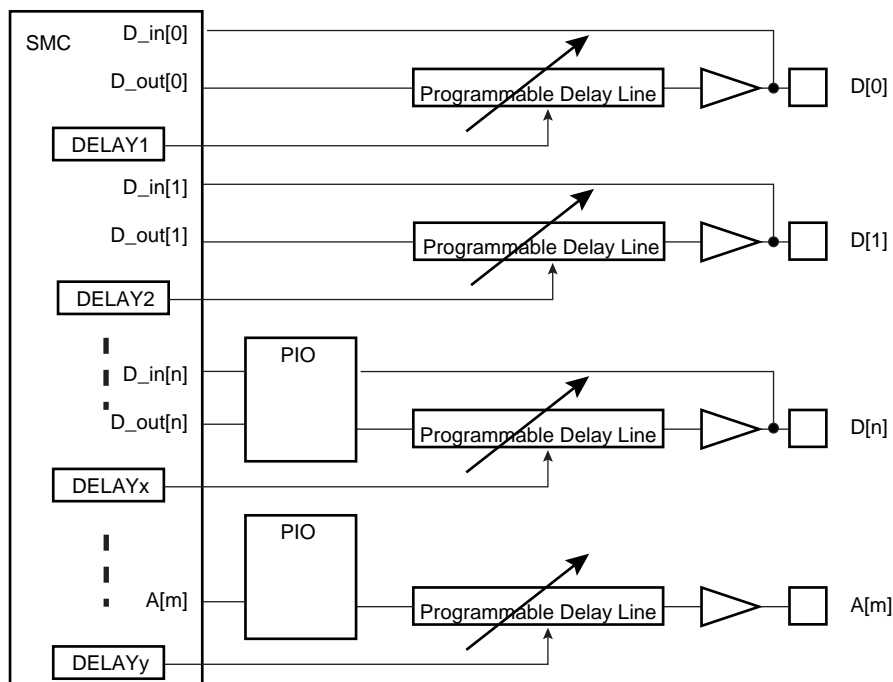 SMC
D_in[0]
D_out[0]
Programmable Delay Line
D[0]
DELAY1
D_in[1]
D_out[1]
Programmable Delay Line
D[1]
DELAY2
PIO
D_in[n]
D_out[n]
Programmable Delay Line
D[n]
DELAYx
PIO
A[m]
Programmable Delay Line
A[m]
DELAYy